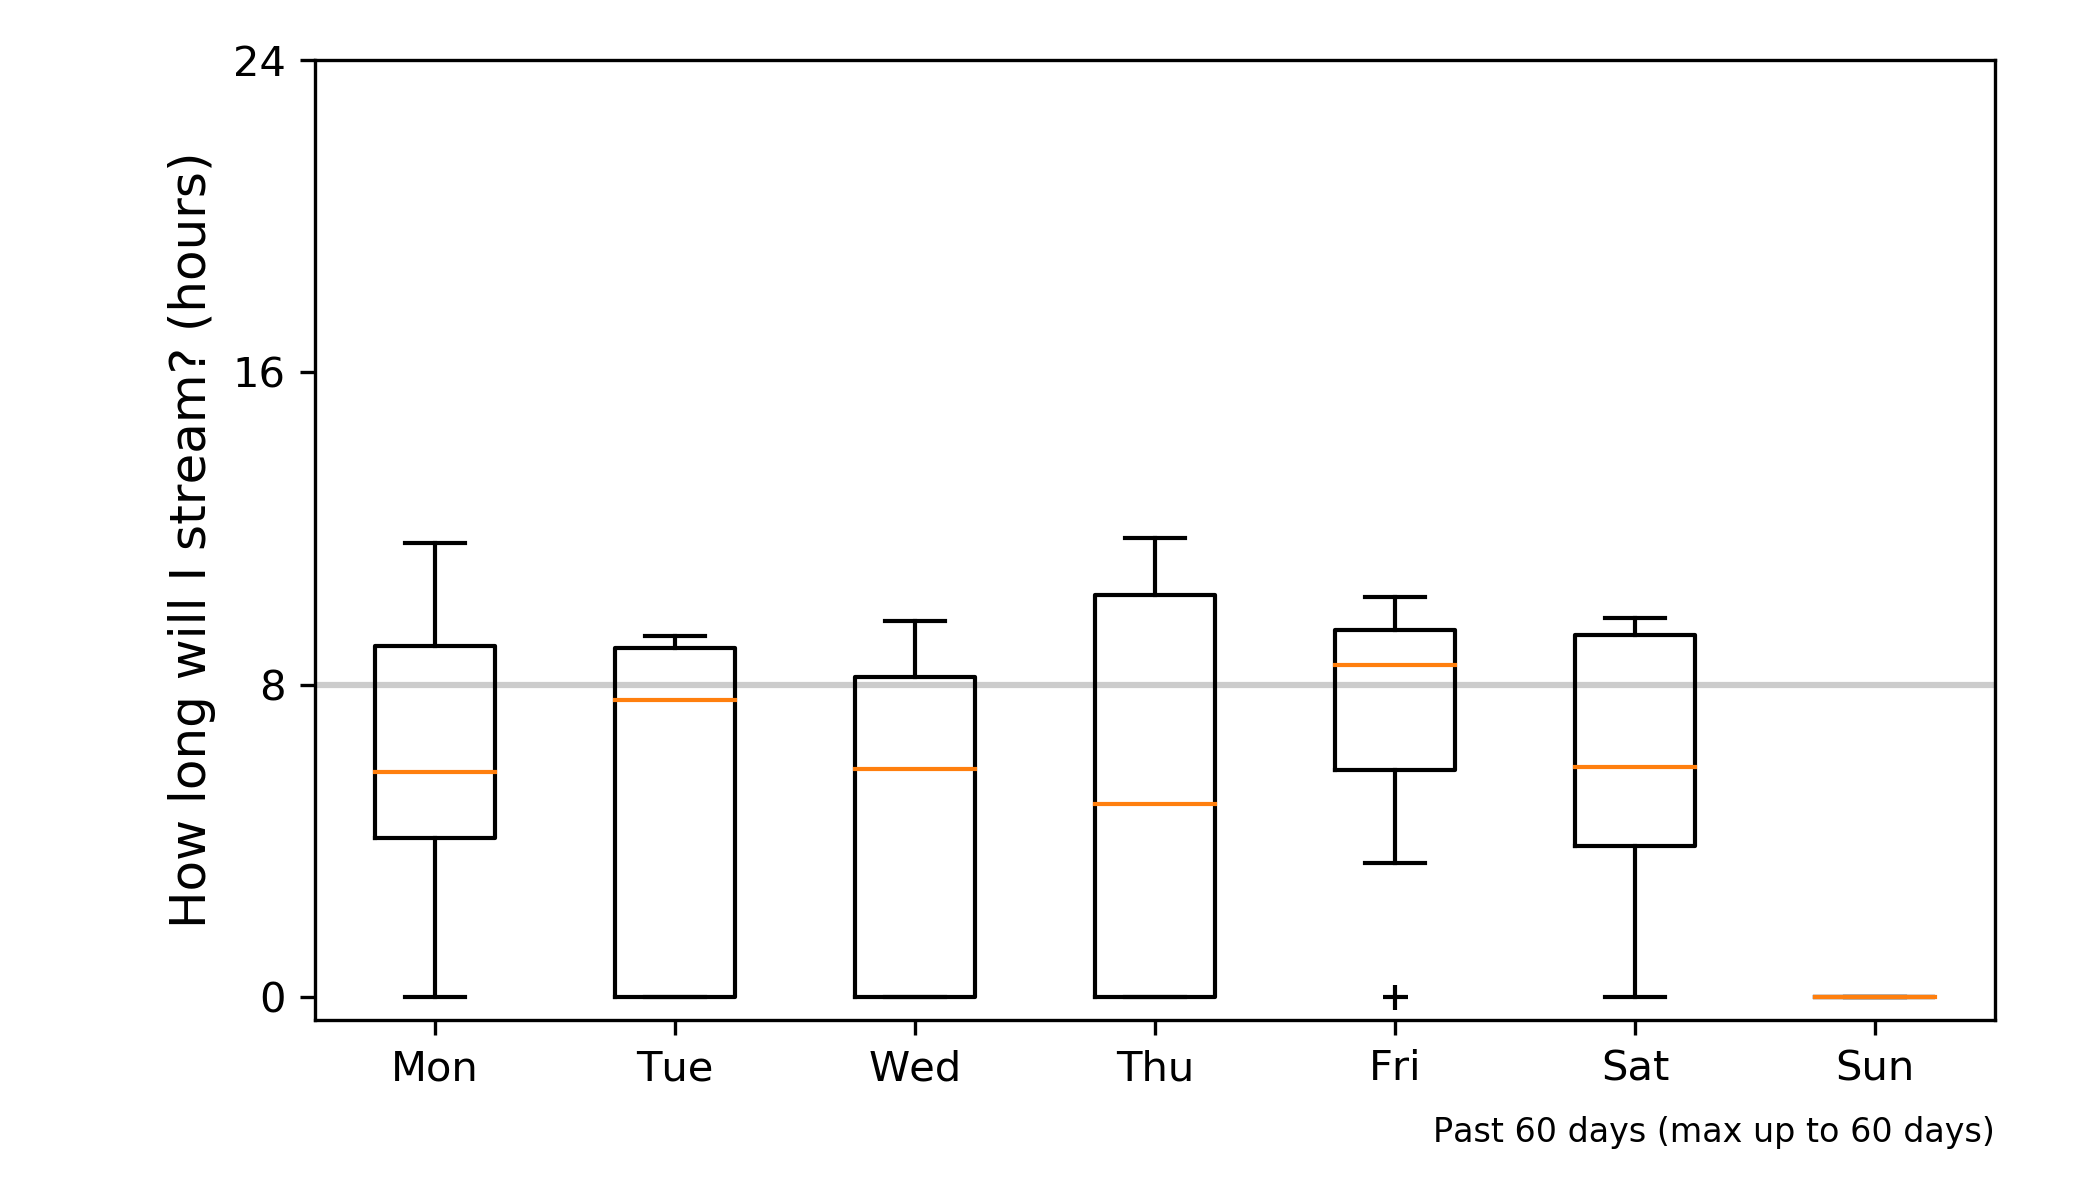 How long will I stream? (hours)
24
16
8
0
Mon Tue Wed Thu Fri Sat Sun
Past 60 days (max up to 60 days)